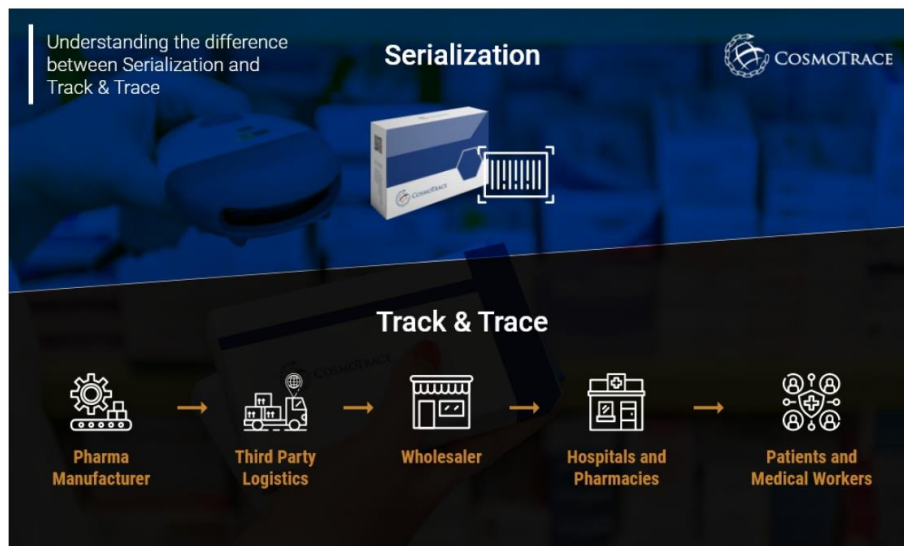 Understanding the difference
between Serialization and
Track & Trace
Serialization
COSMOTRACE
COSMOTRACE
Track & Trace
COSMOTRACE
Pharma
Manufacturer
Third Party
Logistics
Wholesaler
Hospitals and
Pharmacies
Patients and
Medical Workers